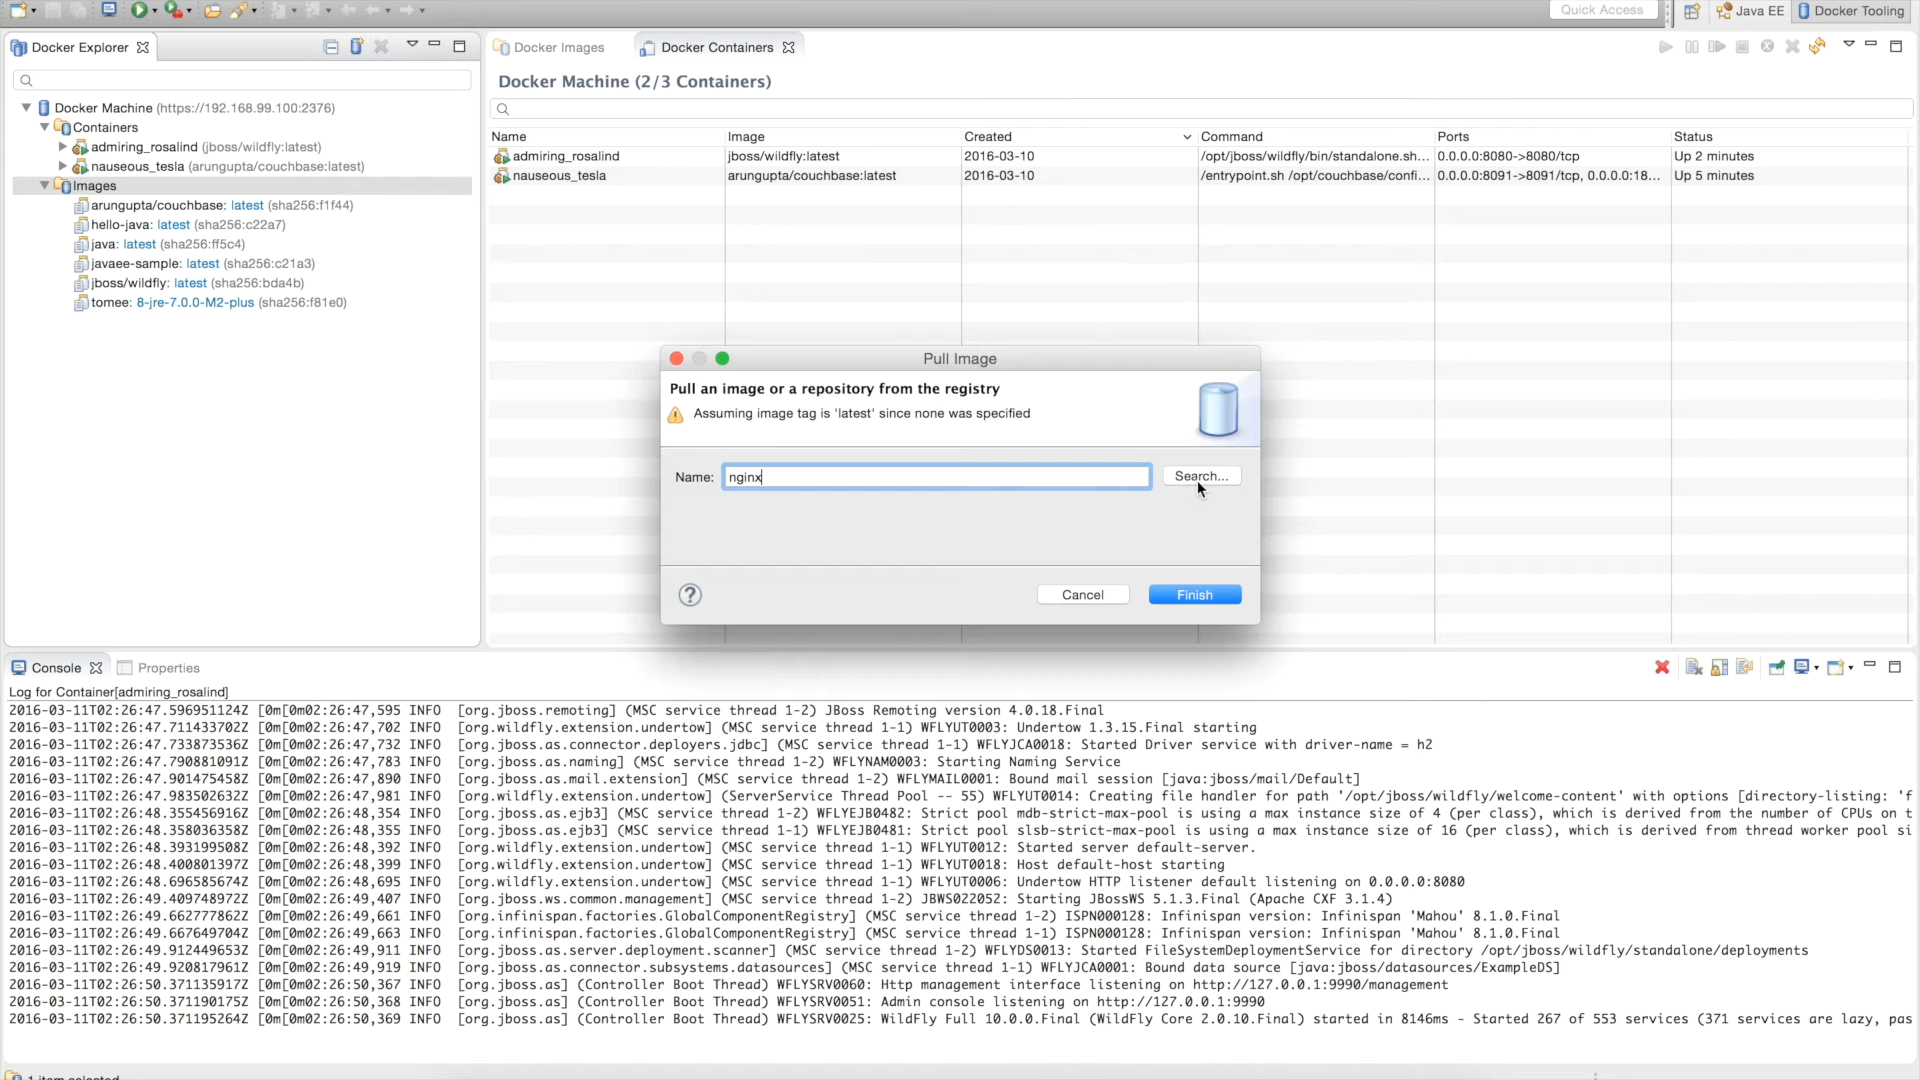 Quick Access
Java EE
Docker Tooling
Docker Explorer
Docker Machine (https://192.168.99.100:2376)
Containers
admiring_rosalind (jboss/wildfly:latest)
nauseous_tesla (arungupta/couchbase:latest)
Images
arungupta/couchbase: latest (sha256:f1f44)
hello-java: latest (sha256:c22a7)
java: latest (sha256:ff5c4)
javaee-sample: latest (sha256:c21a3)
jboss/wildfly: latest (sha256:bda4b)
tomee: 8-jre-7.0.0-M2-plus (sha256:f81e0)
Docker Images
Docker Containers
Docker Machine (2/3 Containers)
Name Image Created Command Ports Status
admiring_rosalind jboss/wildfly:latest 2016-03-10 /opt/jboss/wildfly/bin/standalone.sh... 0.0.0.0:8080->8080/tcp Up 2 minutes
nauseous_tesla arungupta/couchbase:latest 2016-03-10 /entrypoint.sh /opt/couchbase/confi... 0.0.0.0:8091->8091/tcp, 0.0.0.0:18... Up 5 minutes
Pull Image
Pull an image or a repository from the registry
Assuming image tag is 'latest' since none was specified
Name: nginx Search...
? Cancel Finish
Console
Properties
Log for Container[admiring_rosalind]
2016-03-11T02:26:47.596951124Z [0m[0m02:26:47,595 INFO [org.jboss.remoting] (MSC service thread 1-2) JBoss Remoting version 4.0.18.Final
2016-03-11T02:26:47.711433702Z [0m[0m02:26:47,702 INFO [org.wildfly.extension.undertow] (MSC service thread 1-1) WFLYUT0003: Undertow 1.3.15.Final starting
2016-03-11T02:26:47.733873536Z [0m[0m02:26:47,732 INFO [org.jboss.as.connector.deployers.jdbc] (MSC service thread 1-1) WFLYJCA0018: Started Driver service with driver-name = h2
2016-03-11T02:26:47.790881091Z [0m[0m02:26:47,783 INFO [org.jboss.as.naming] (MSC service thread 1-2) WFLYNAM0003: Starting Naming Service
2016-03-11T02:26:47.901475458Z [0m[0m02:26:47,890 INFO [org.jboss.as.mail.extension] (MSC service thread 1-2) WFLYMAIL0001: Bound mail session [java:jboss/mail/Default]
2016-03-11T02:26:47.983502632Z [0m[0m02:26:47,981 INFO [org.wildfly.extension.undertow] (ServerService Thread Pool -- 55) WFLYUT0014: Creating file handler for path '/opt/jboss/wildfly/welcome-content' with options [directory-listing: 'f
2016-03-11T02:26:48.355456916Z [0m[0m02:26:48,354 INFO [org.jboss.as.ejb3] (MSC service thread 1-2) WFLYEJB0482: Strict pool mdb-strict-max-pool is using a max instance size of 4 (per class), which is derived from the number of CPUs on t
2016-03-11T02:26:48.358036358Z [0m[0m02:26:48,355 INFO [org.jboss.as.ejb3] (MSC service thread 1-1) WFLYEJB0481: Strict pool slsb-strict-max-pool is using a max instance size of 16 (per class), which is derived from thread worker pool si
2016-03-11T02:26:48.393199508Z [0m[0m02:26:48,392 INFO [org.wildfly.extension.undertow] (MSC service thread 1-1) WFLYUT0012: Started server default-server.
2016-03-11T02:26:48.400801397Z [0m[0m02:26:48,399 INFO [org.wildfly.extension.undertow] (MSC service thread 1-1) WFLYUT0018: Host default-host starting
2016-03-11T02:26:48.696585674Z [0m[0m02:26:48,695 INFO [org.wildfly.extension.undertow] (MSC service thread 1-1) WFLYUT0006: Undertow HTTP listener default listening on 0.0.0.0:8080
2016-03-11T02:26:49.409748972Z [0m[0m02:26:49,407 INFO [org.jboss.ws.common.management] (MSC service thread 1-2) JBWS022052: Starting JBossWS 5.1.3.Final (Apache CXF 3.1.4)
2016-03-11T02:26:49.662777862Z [0m[0m02:26:49,661 INFO [org.infinispan.factories.GlobalComponentRegistry] (MSC service thread 1-2) ISPN000128: Infinispan version: Infinispan 'Mahou' 8.1.0.Final
2016-03-11T02:26:49.667649704Z [0m[0m02:26:49,663 INFO [org.infinispan.factories.GlobalComponentRegistry] (MSC service thread 1-1) ISPN000128: Infinispan version: Infinispan 'Mahou' 8.1.0.Final
2016-03-11T02:26:49.912449653Z [0m[0m02:26:49,911 INFO [org.jboss.as.server.deployment.scanner] (MSC service thread 1-2) WFLYDS0013: Started FileSystemDeploymentService for directory /opt/jboss/wildfly/standalone/deployments
2016-03-11T02:26:49.920817961Z [0m[0m02:26:49,919 INFO [org.jboss.as.connector.subsystems.datasources] (MSC service thread 1-1) WFLYJCA0001: Bound data source [java:jboss/datasources/ExampleDS]
2016-03-11T02:26:50.371135917Z [0m[0m02:26:50,367 INFO [org.jboss.as] (Controller Boot Thread) WFLYSRV0060: Http management interface listening on http://127.0.0.1:9990/management
2016-03-11T02:26:50.371190175Z [0m[0m02:26:50,368 INFO [org.jboss.as] (Controller Boot Thread) WFLYSRV0051: Admin console listening on http://127.0.0.1:9990
2016-03-11T02:26:50.371195264Z [0m[0m02:26:50,369 INFO [org.jboss.as] (Controller Boot Thread) WFLYSRV0025: WildFly Full 10.0.0.Final (WildFly Core 2.0.10.Final) started in 8146ms - Started 267 of 553 services (371 services are lazy, pas
1 item selected